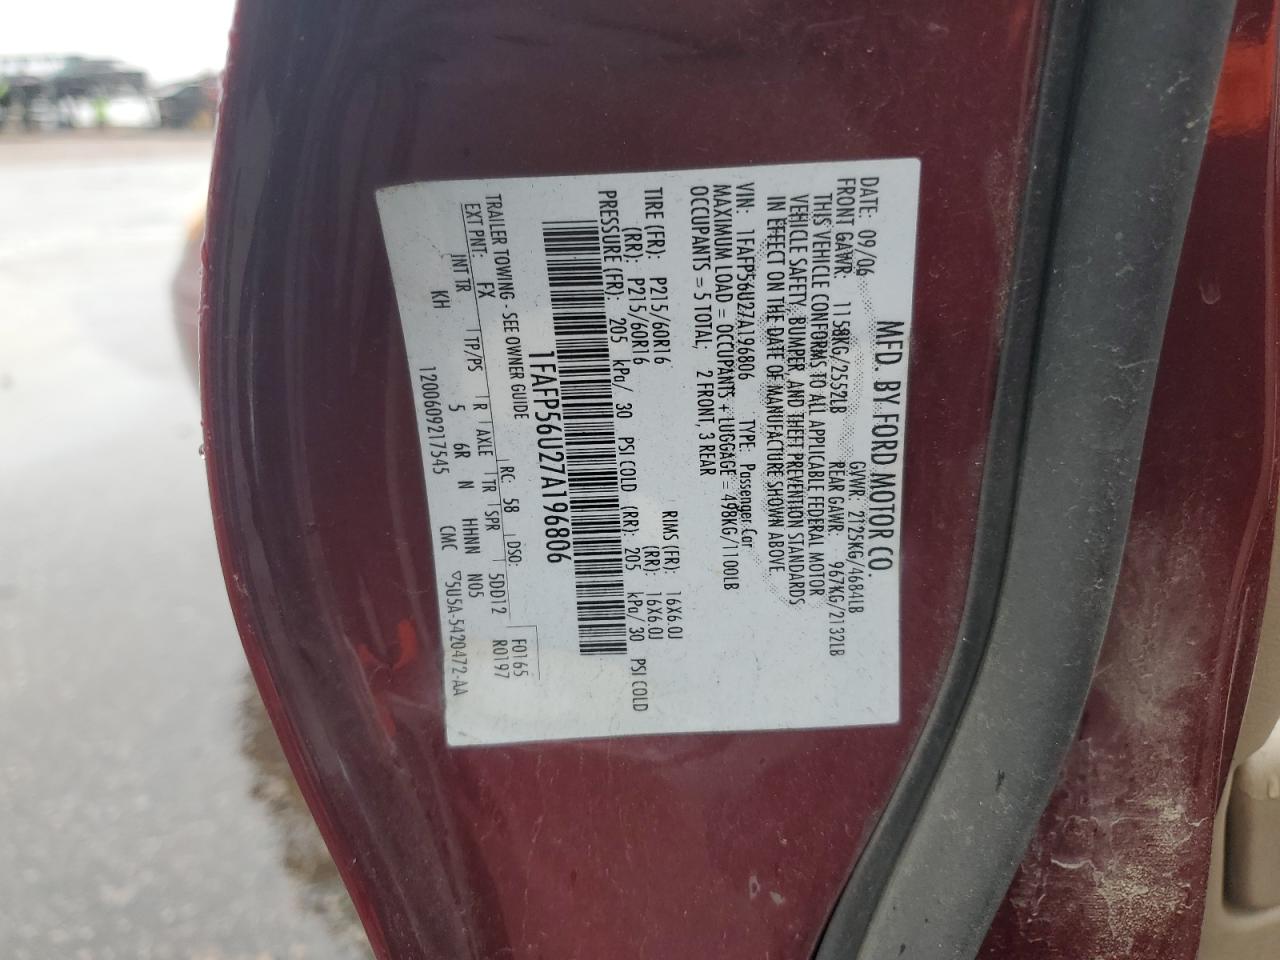 MFD. BY FORD MOTOR CO.
DATE: 09/06 GVWR: 2125KG/4684LB
FRONT GAWR: 1158KG/2552LB REAR GAWR: 967KG/2132LB
THIS VEHICLE CONFORMS TO ALL APPLICABLE FEDERAL MOTOR
VEHICLE SAFETY, BUMPER, AND THEFT PREVENTION STANDARDS
IN EFFECT ON THE DATE OF MANUFACTURE SHOWN ABOVE.
VIN: 1FAFP56U27A196806 TYPE: Passenger Car
MAXIMUM LOAD = OCCUPANTS + LUGGAGE = 498KG/1100LB
OCCUPANTS = 5 TOTAL, 2 FRONT, 3 REAR
TIRE (FR): P215/60R16 RIMS (FR): 16X6.0J
(RR): P215/60R16 (RR): 16X6.0J
PRESSURE (FR): 205 kPa/ 30 PSI COLD (RR): 205 kPa/ 30 PSI COLD
1FAFP56U27A196806
TRAILER TOWING - SEE OWNER GUIDE F0165
EXT PNT: FX RC: 58 DSO: 5DD12 R0197
INT TR TP/PS R AXLE TR SPR
KH 5 6R N HHNN N05
1200609217545 CMC ▽5U5A-5420472-AA